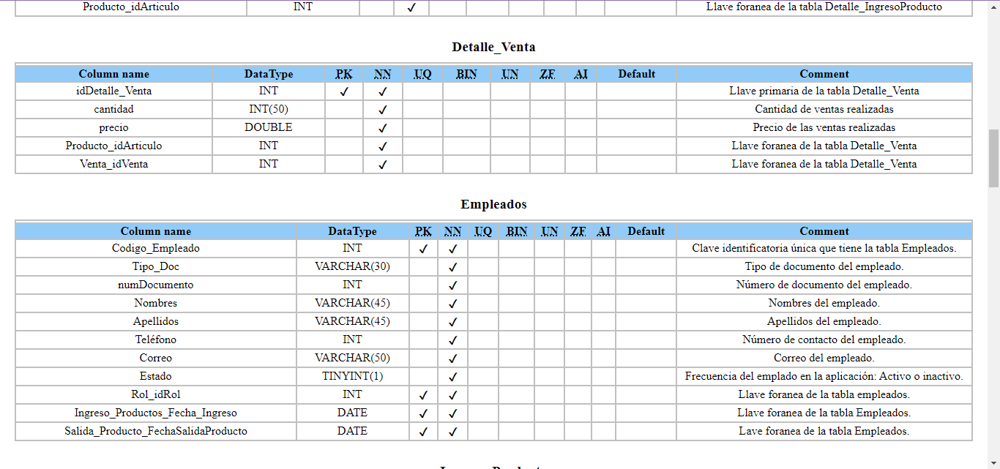 Producto_idArticulo INT ✓ Llave foranea de la tabla Detalle_IngresoProducto
Detalle_Venta
Column name DataType PK NN UQ BIN UN ZF AI Default Comment
idDetalle_Venta INT ✓ ✓ Llave primaria de la tabla Detalle_Venta
cantidad INT(50) ✓ Cantidad de ventas realizadas
precio DOUBLE ✓ Precio de las ventas realizadas
Producto_idArticulo INT ✓ Llave foranea de la tabla Detalle_Venta
Venta_idVenta INT ✓ Llave foranea de la tabla Detalle_Venta
Empleados
Column name DataType PK NN UQ BIN UN ZF AI Default Comment
Codigo_Empleado INT ✓ ✓ Clave identificatoria única que tiene la tabla Empleados.
Tipo_Doc VARCHAR(30) ✓ Tipo de documento del empleado.
numDocumento INT ✓ Número de documento del empleado.
Nombres VARCHAR(45) ✓ Nombres del empleado.
Apellidos VARCHAR(45) ✓ Apellidos del empleado.
Teléfono INT ✓ Número de contacto del empleado.
Correo VARCHAR(50) ✓ Correo del empleado.
Estado TINYINT(1) ✓ Frecuencia del emplado en la aplicación: Activo o inactivo.
Rol_idRol INT ✓ ✓ Llave foranea de la tabla empleados.
Ingreso_Productos_Fecha_Ingreso DATE ✓ ✓ Llave foranea de la tabla Empleados.
Salida_Producto_FechaSalidaProducto DATE ✓ ✓ Lave foranea de la tabla Empleados.